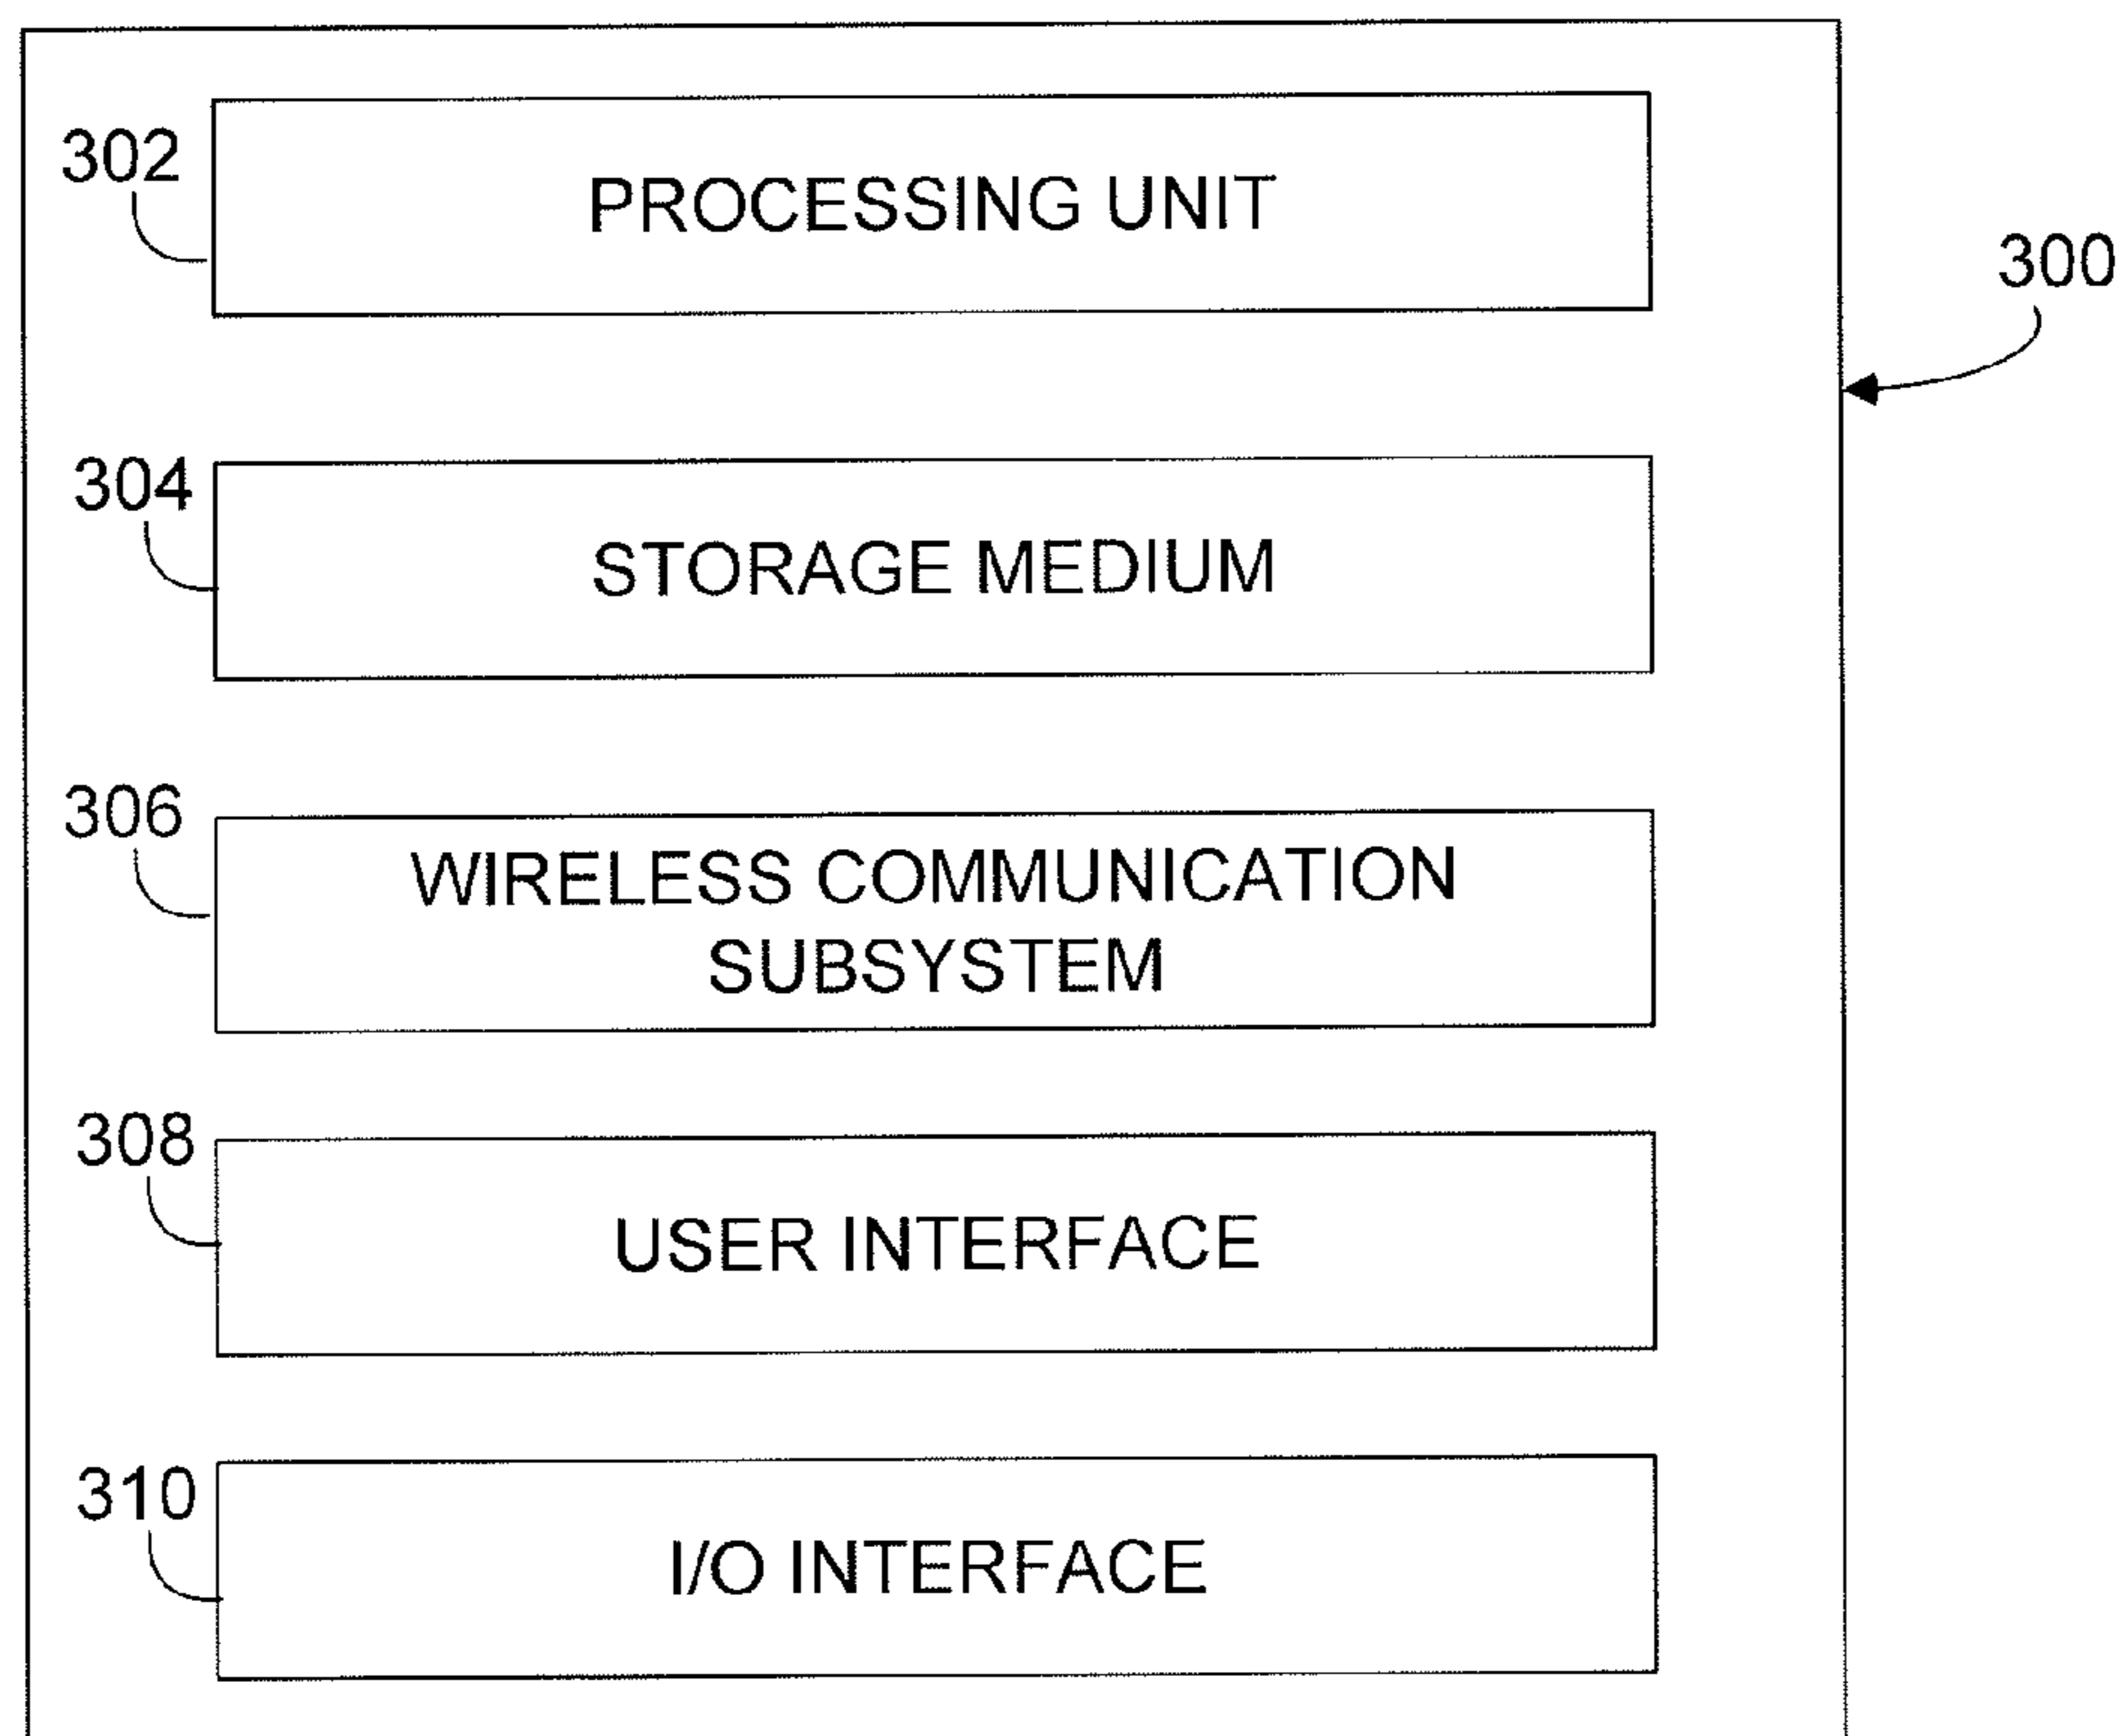 302
PROCESSING UNIT
300
304
STORAGE MEDIUM
306
WIRELESS COMMUNICATION
SUBSYSTEM
308
USER INTERFACE
310
I/O INTERFACE